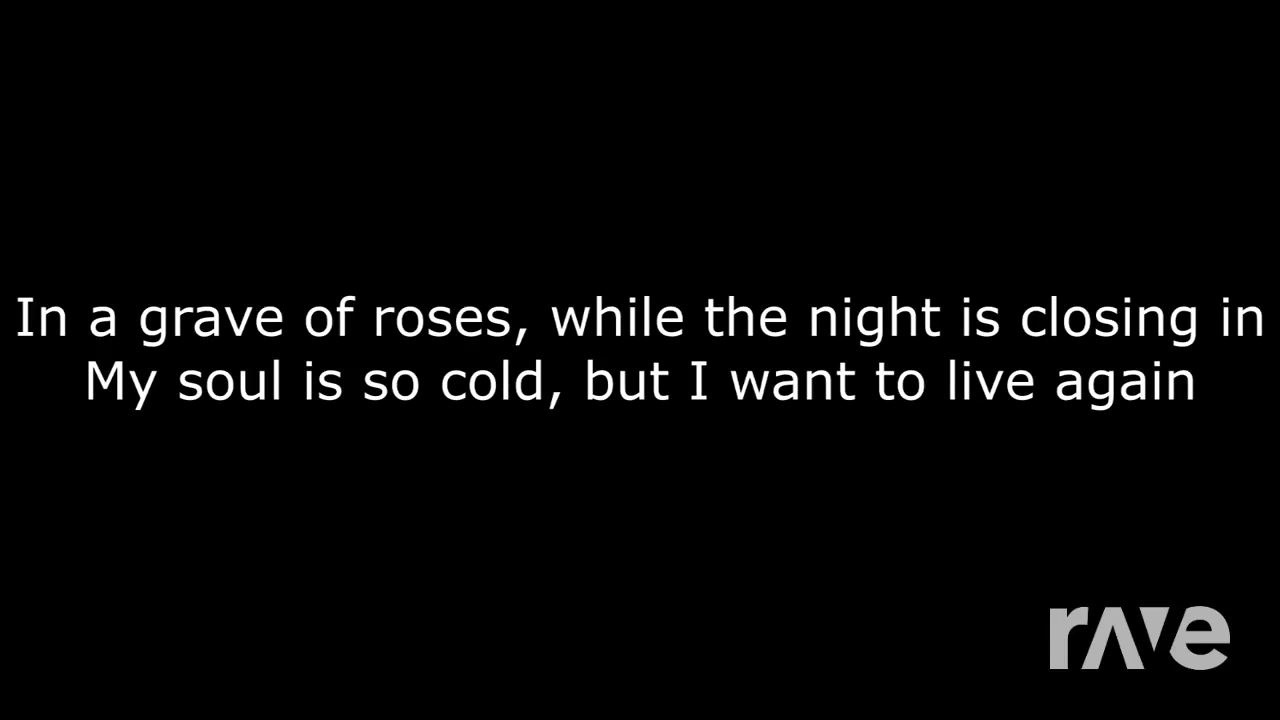 In a grave of roses, while the night is closing in
My soul is so cold, but I want to live again
rave